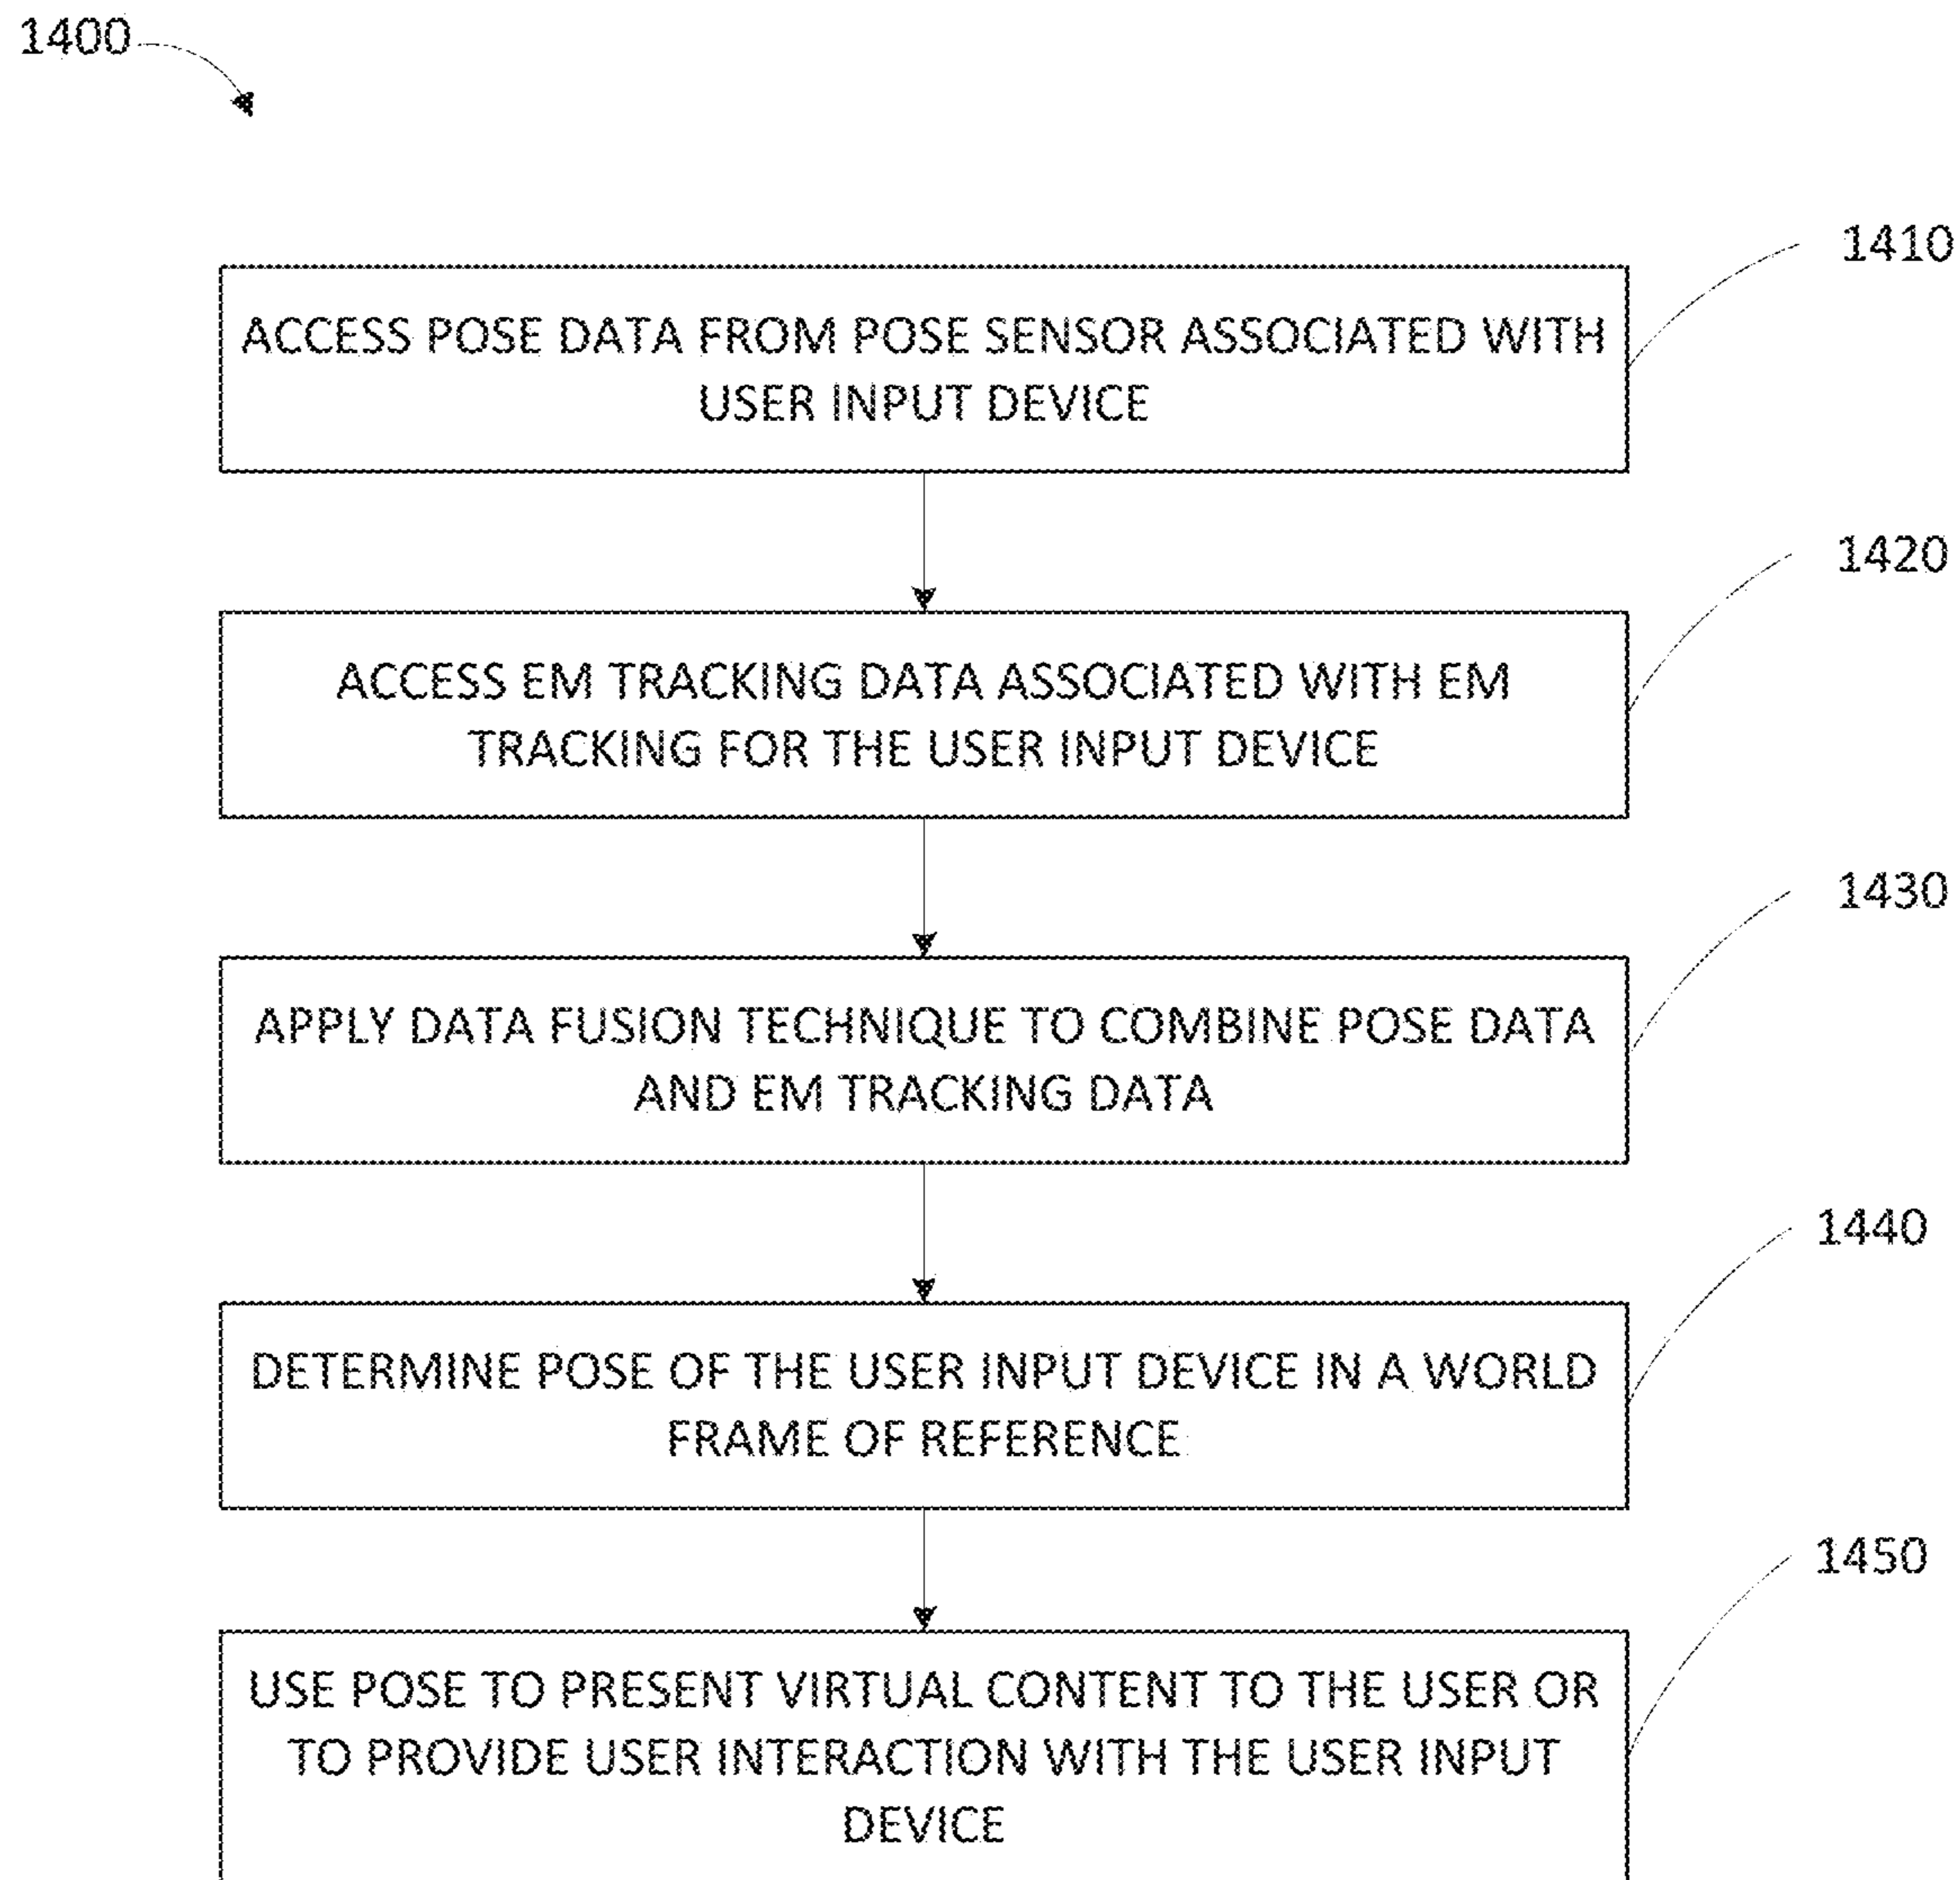 1400
1410
ACCESS POSE DATA FROM POSE SENSOR ASSOCIATED WITH
USER INPUT DEVICE
1420
ACCESS EM TRACKING DATA ASSOCIATED WITH EM
TRACKING FOR THE USER INPUT DEVICE
1430
APPLY DATA FUSION TECHNIQUE TO COMBINE POSE DATA
AND EM TRACKING DATA
1440
DETERMINE POSE OF THE USER INPUT DEVICE IN A WORLD
FRAME OF REFERENCE
1450
USE POSE TO PRESENT VIRTUAL CONTENT TO THE USER OR
TO PROVIDE USER INTERACTION WITH THE USER INPUT
DEVICE